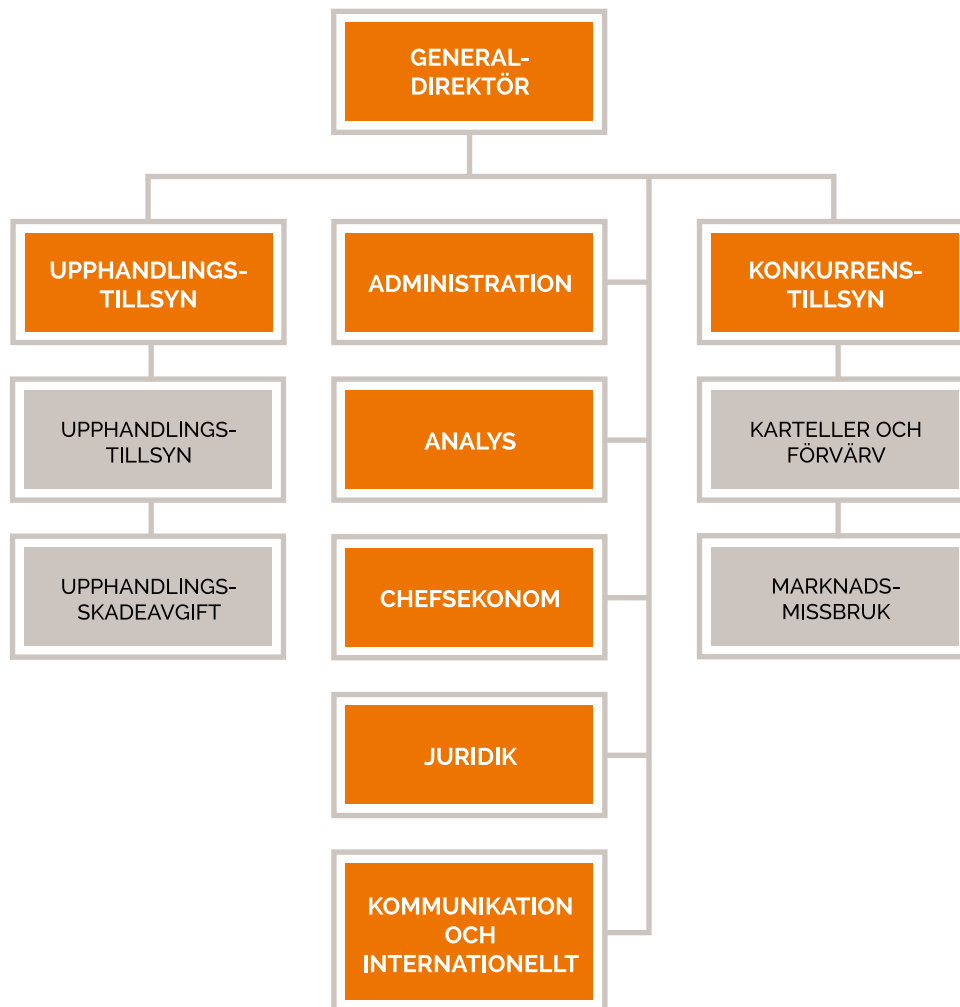 GENERAL-
DIREKTÖR
UPPHANDLINGS-
TILLSYN
UPPHANDLINGS-
TILLSYN
UPPHANDLINGS-
SKADEAVGIFT
ADMINISTRATION
ANALYS
CHEFSEKONOM
JURIDIK
KOMMUNIKATION
OCH
INTERNATIONELLT
KONKURRENS-
TILLSYN
KARTELLER OCH
FÖRVÄRV
MARKNADS-
MISSBRUK